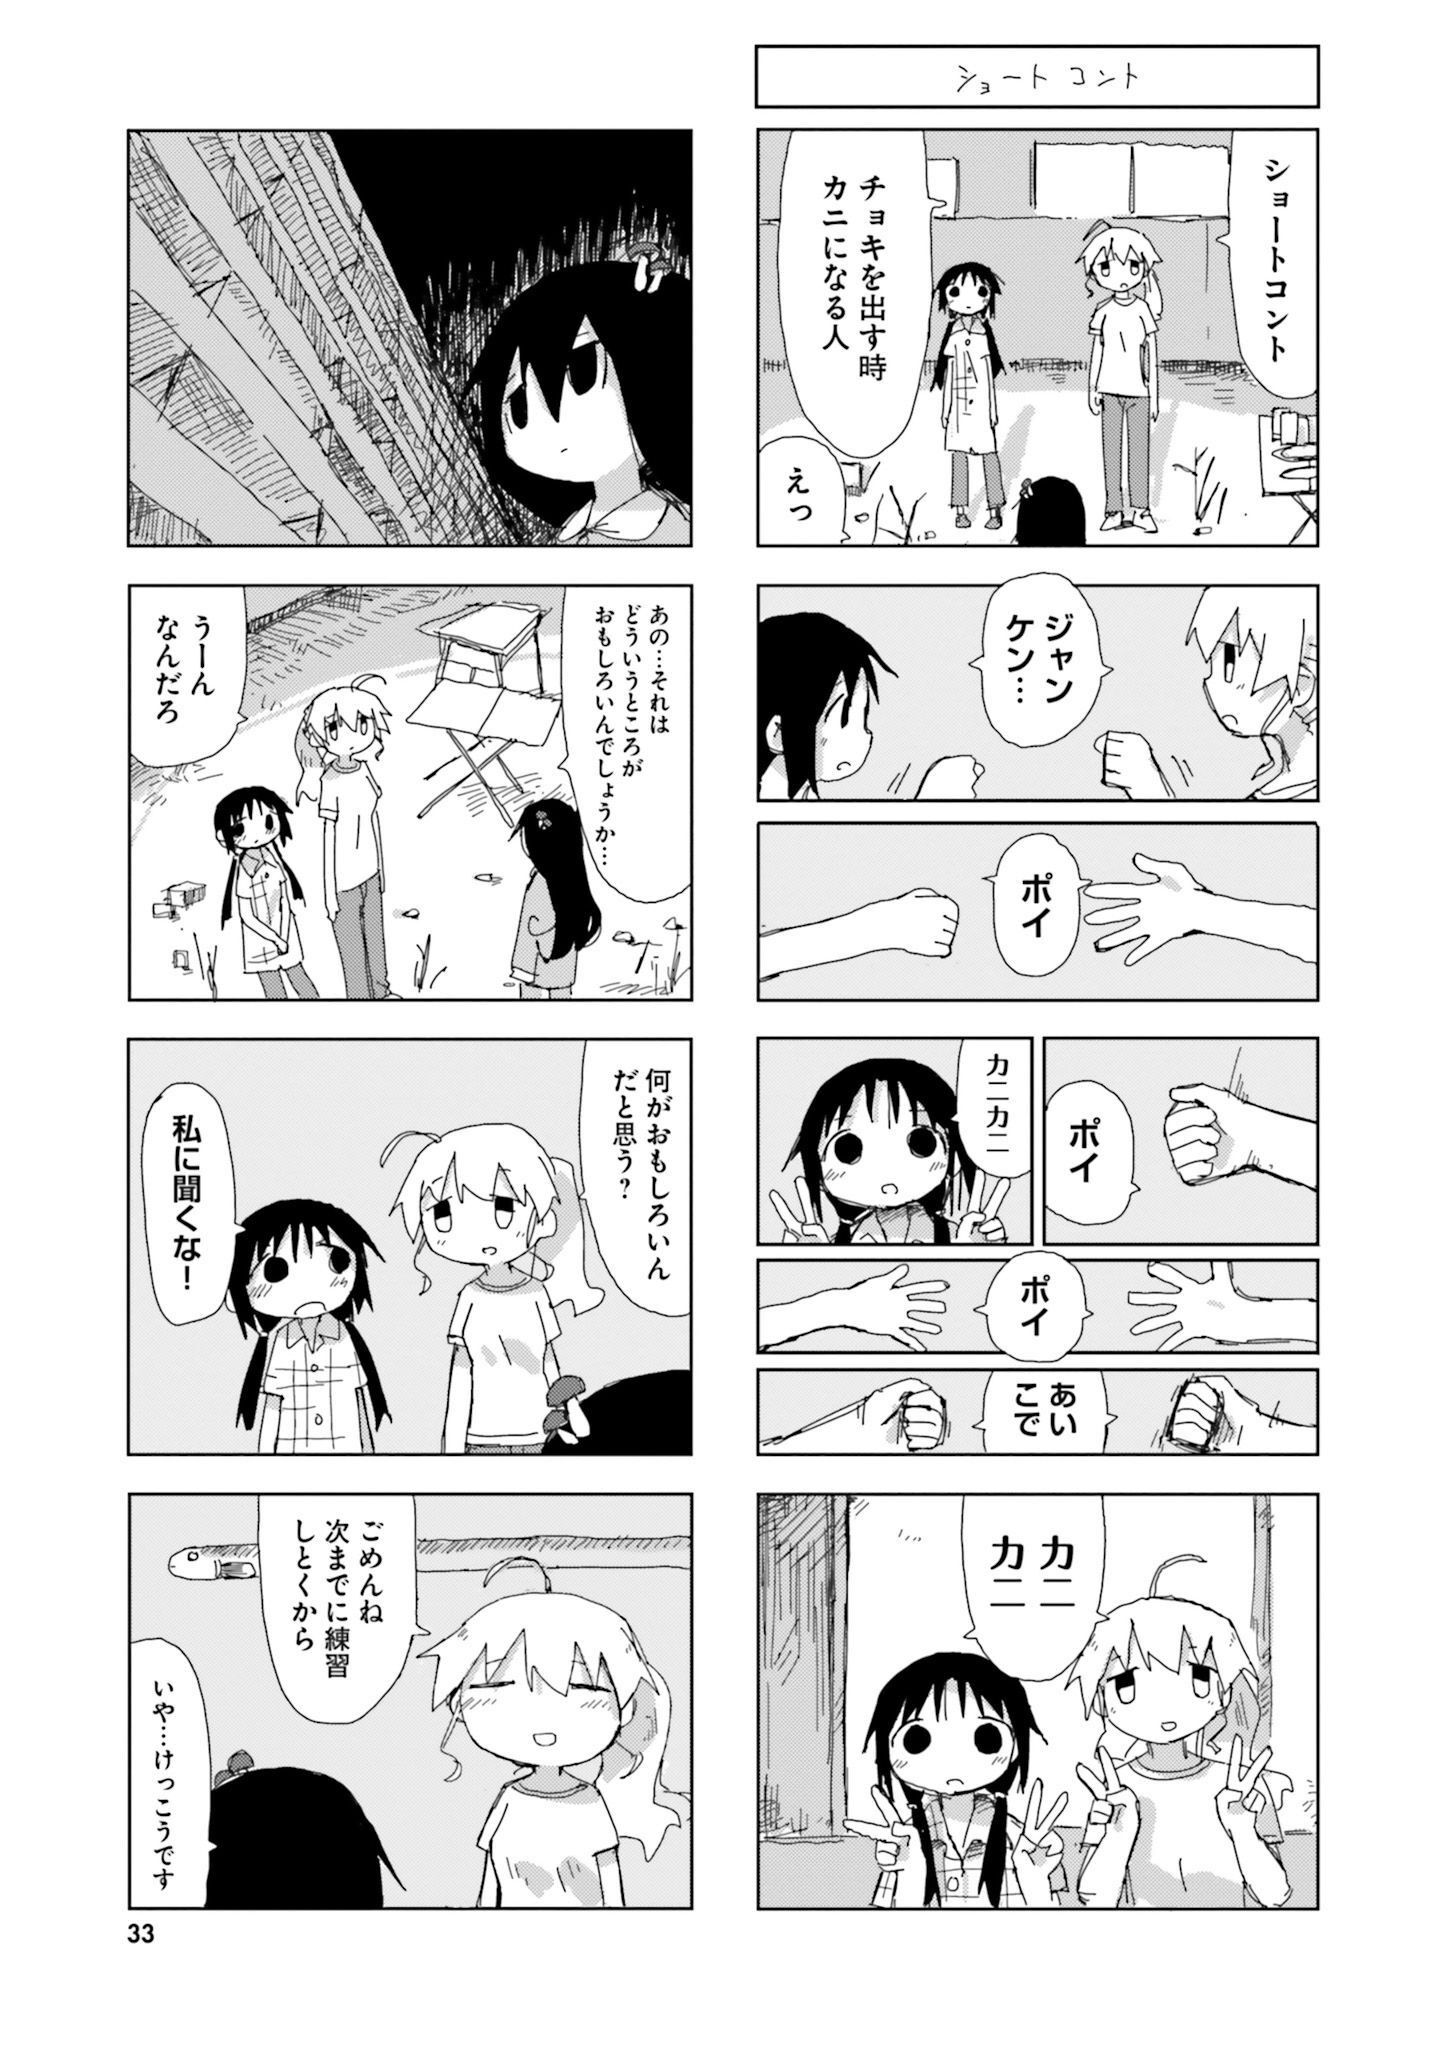 ショートコント
ショートコント
チョキを出す時
カニになる人
えっ
ジャン
ケン…
ポイ
ポイ
カニカニ
ポイ
あい
こで
カニ
カニ
あの…それは
どういうところが
おもしろいんでしょうか…
うーん
なんだろ
何がおもしろいん
だと思う?
私に聞くな!
ごめんね
次までに練習
しとくから
いや…けっこうです
33